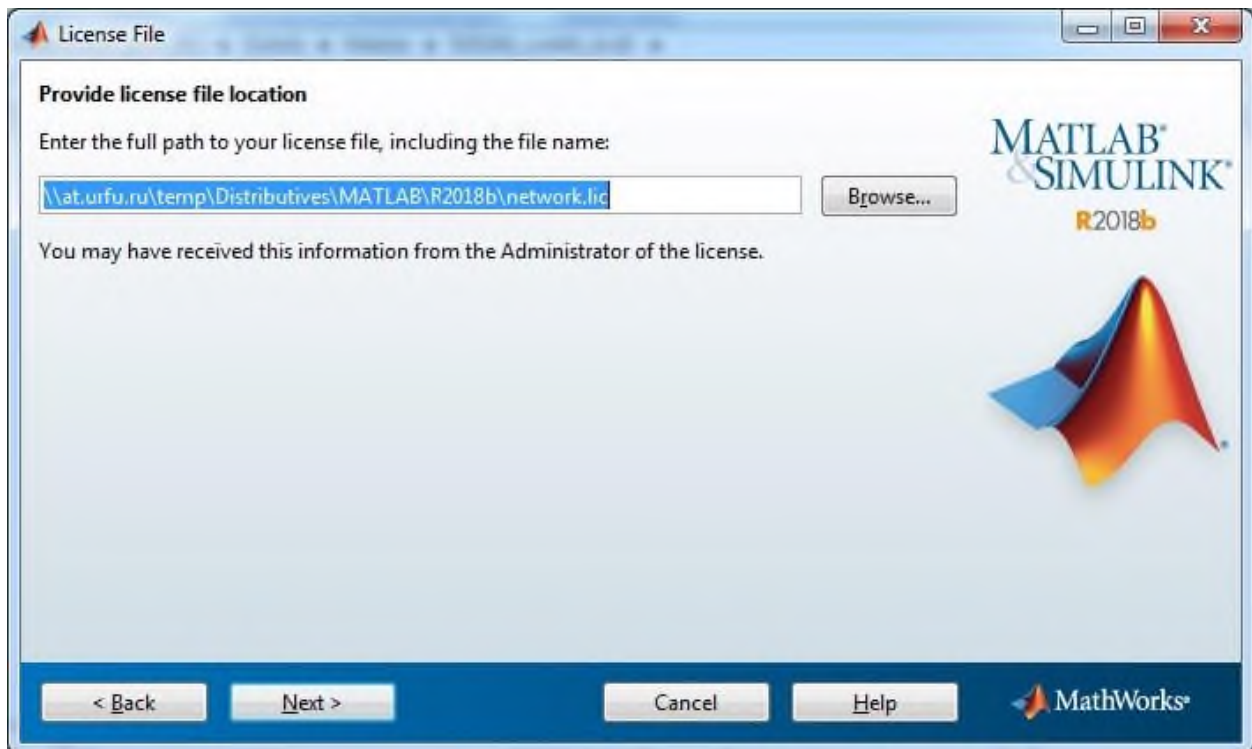 License File
Provide license file location
Enter the full path to your license file, including the file name:
\\at.urfu.ru\temp\Distributives\MATLAB\R2018b\network.lic
Browse...
You may have received this information from the Administrator of the license.
MATLAB®
&SIMULINK®
R2018b
< Back
Next >
Cancel
Help
MathWorks®